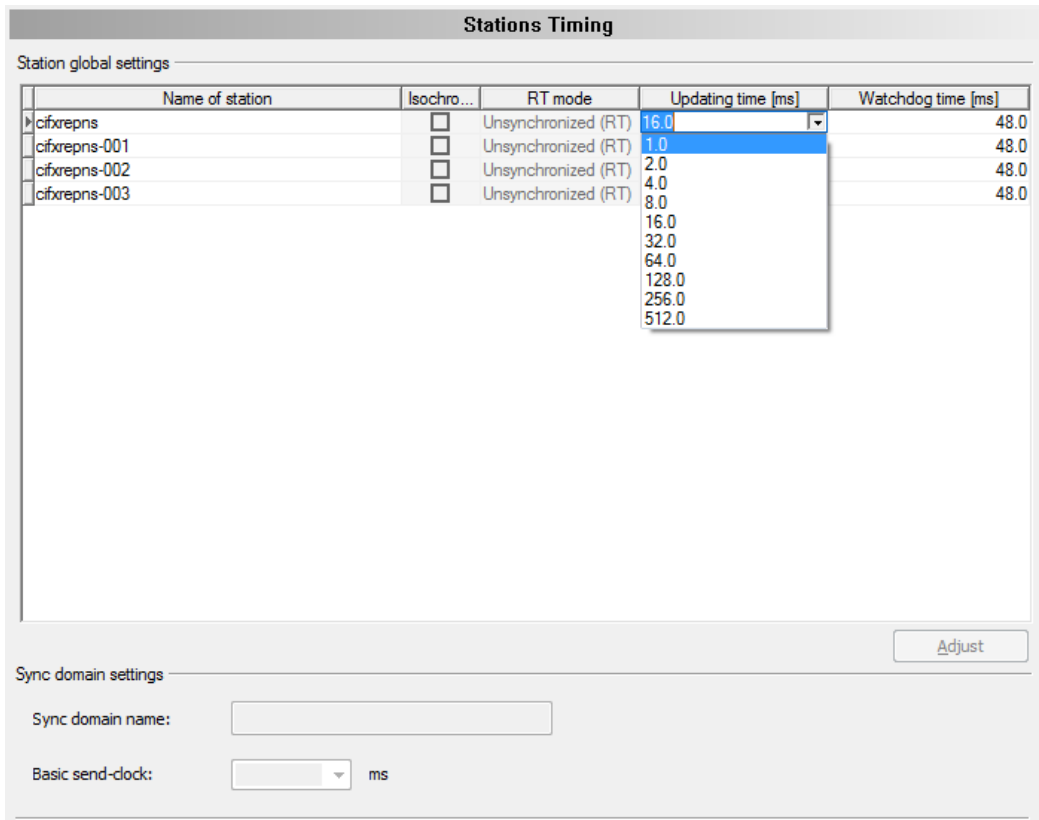 Stations Timing
Station global settings
Name of station Isochro... RT mode Updating time [ms] Watchdog time [ms]
cifxrepns Unsynchronized (RT) 16.0 48.0
cifxrepns-001 Unsynchronized (RT) 1.0 48.0
cifxrepns-002 Unsynchronized (RT) 2.0 48.0
cifxrepns-003 Unsynchronized (RT) 4.0 48.0
8.0
16.0
32.0
64.0
128.0
256.0
512.0
Adjust
Sync domain settings
Sync domain name:
Basic send-clock: ms